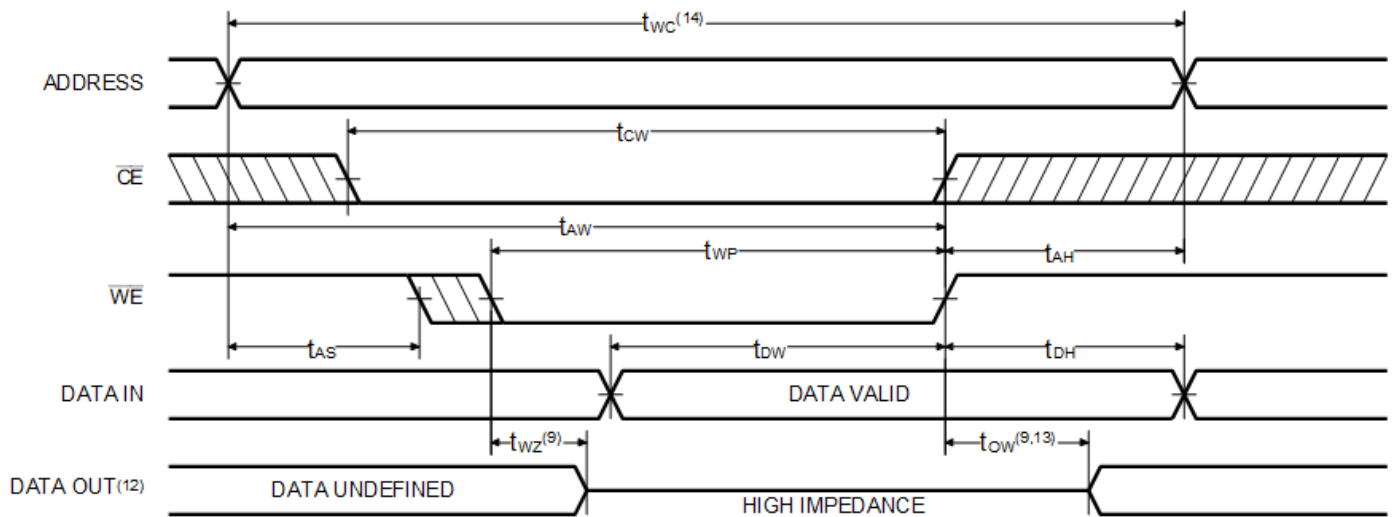 tWC(14)
ADDRESS
tCW
CE
tAW
tWP
tAH
WE
tAS
tDW
tDH
DATA IN
DATA VALID
tWZ(9)
tOW(9,13)
DATA OUT(12)
DATA UNDEFINED
HIGH IMPEDANCE